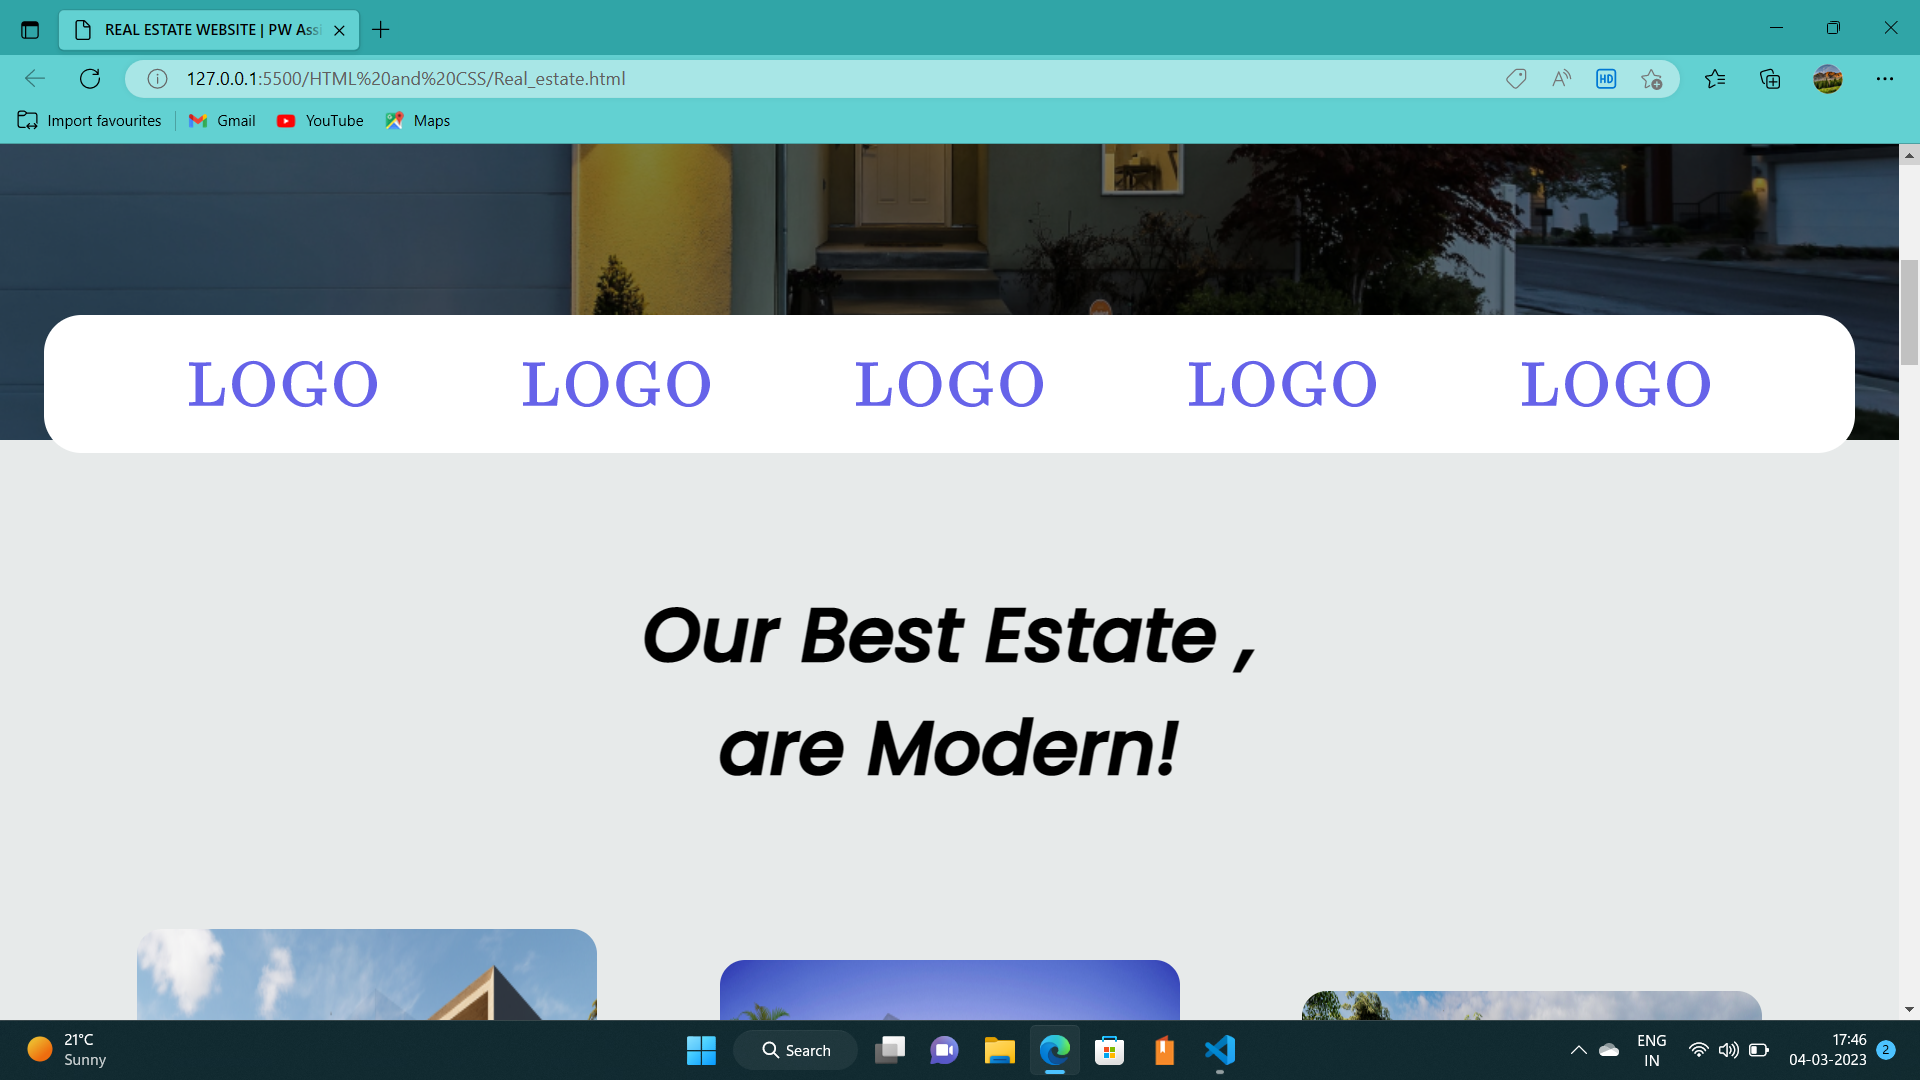 REAL ESTATE WEBSITE | PW Ass
127.0.0.1:5500/HTML%20and%20CSS/Real_estate.html
HD
Import favourites
Gmail
YouTube
Maps
LOGO LOGO LOGO LOGO LOGO
Our Best Estate ,
are Modern!
21°C
Sunny
Search
ENG
IN
17:46
04-03-2023
2